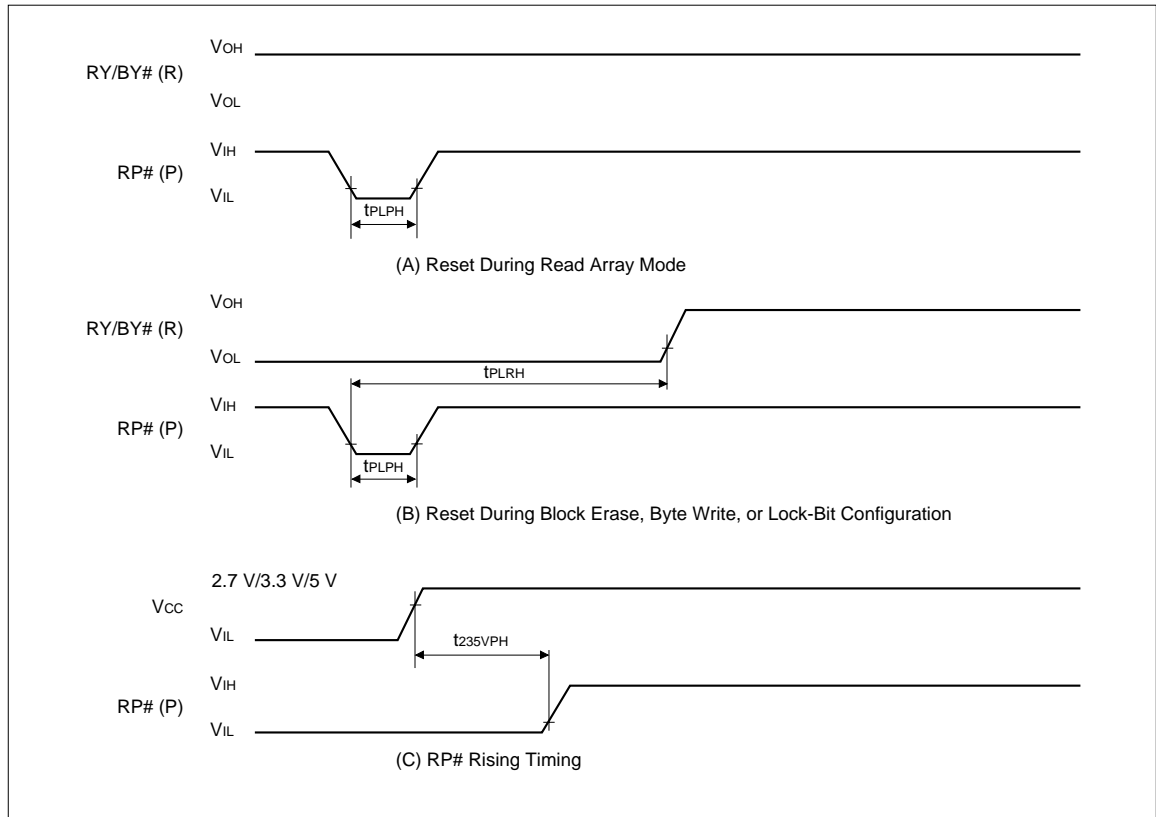 VOH
RY/BY# (R)
VOL
VIH
RP# (P)
VIL
tPLPH
(A) Reset During Read Array Mode
VOH
RY/BY# (R)
VOL
tPLRH
VIH
RP# (P)
VIL
tPLPH
(B) Reset During Block Erase, Byte Write, or Lock-Bit Configuration
2.7 V/3.3 V/5 V
VCC
VIL
t235VPH
VIH
RP# (P)
VIL
(C) RP# Rising Timing